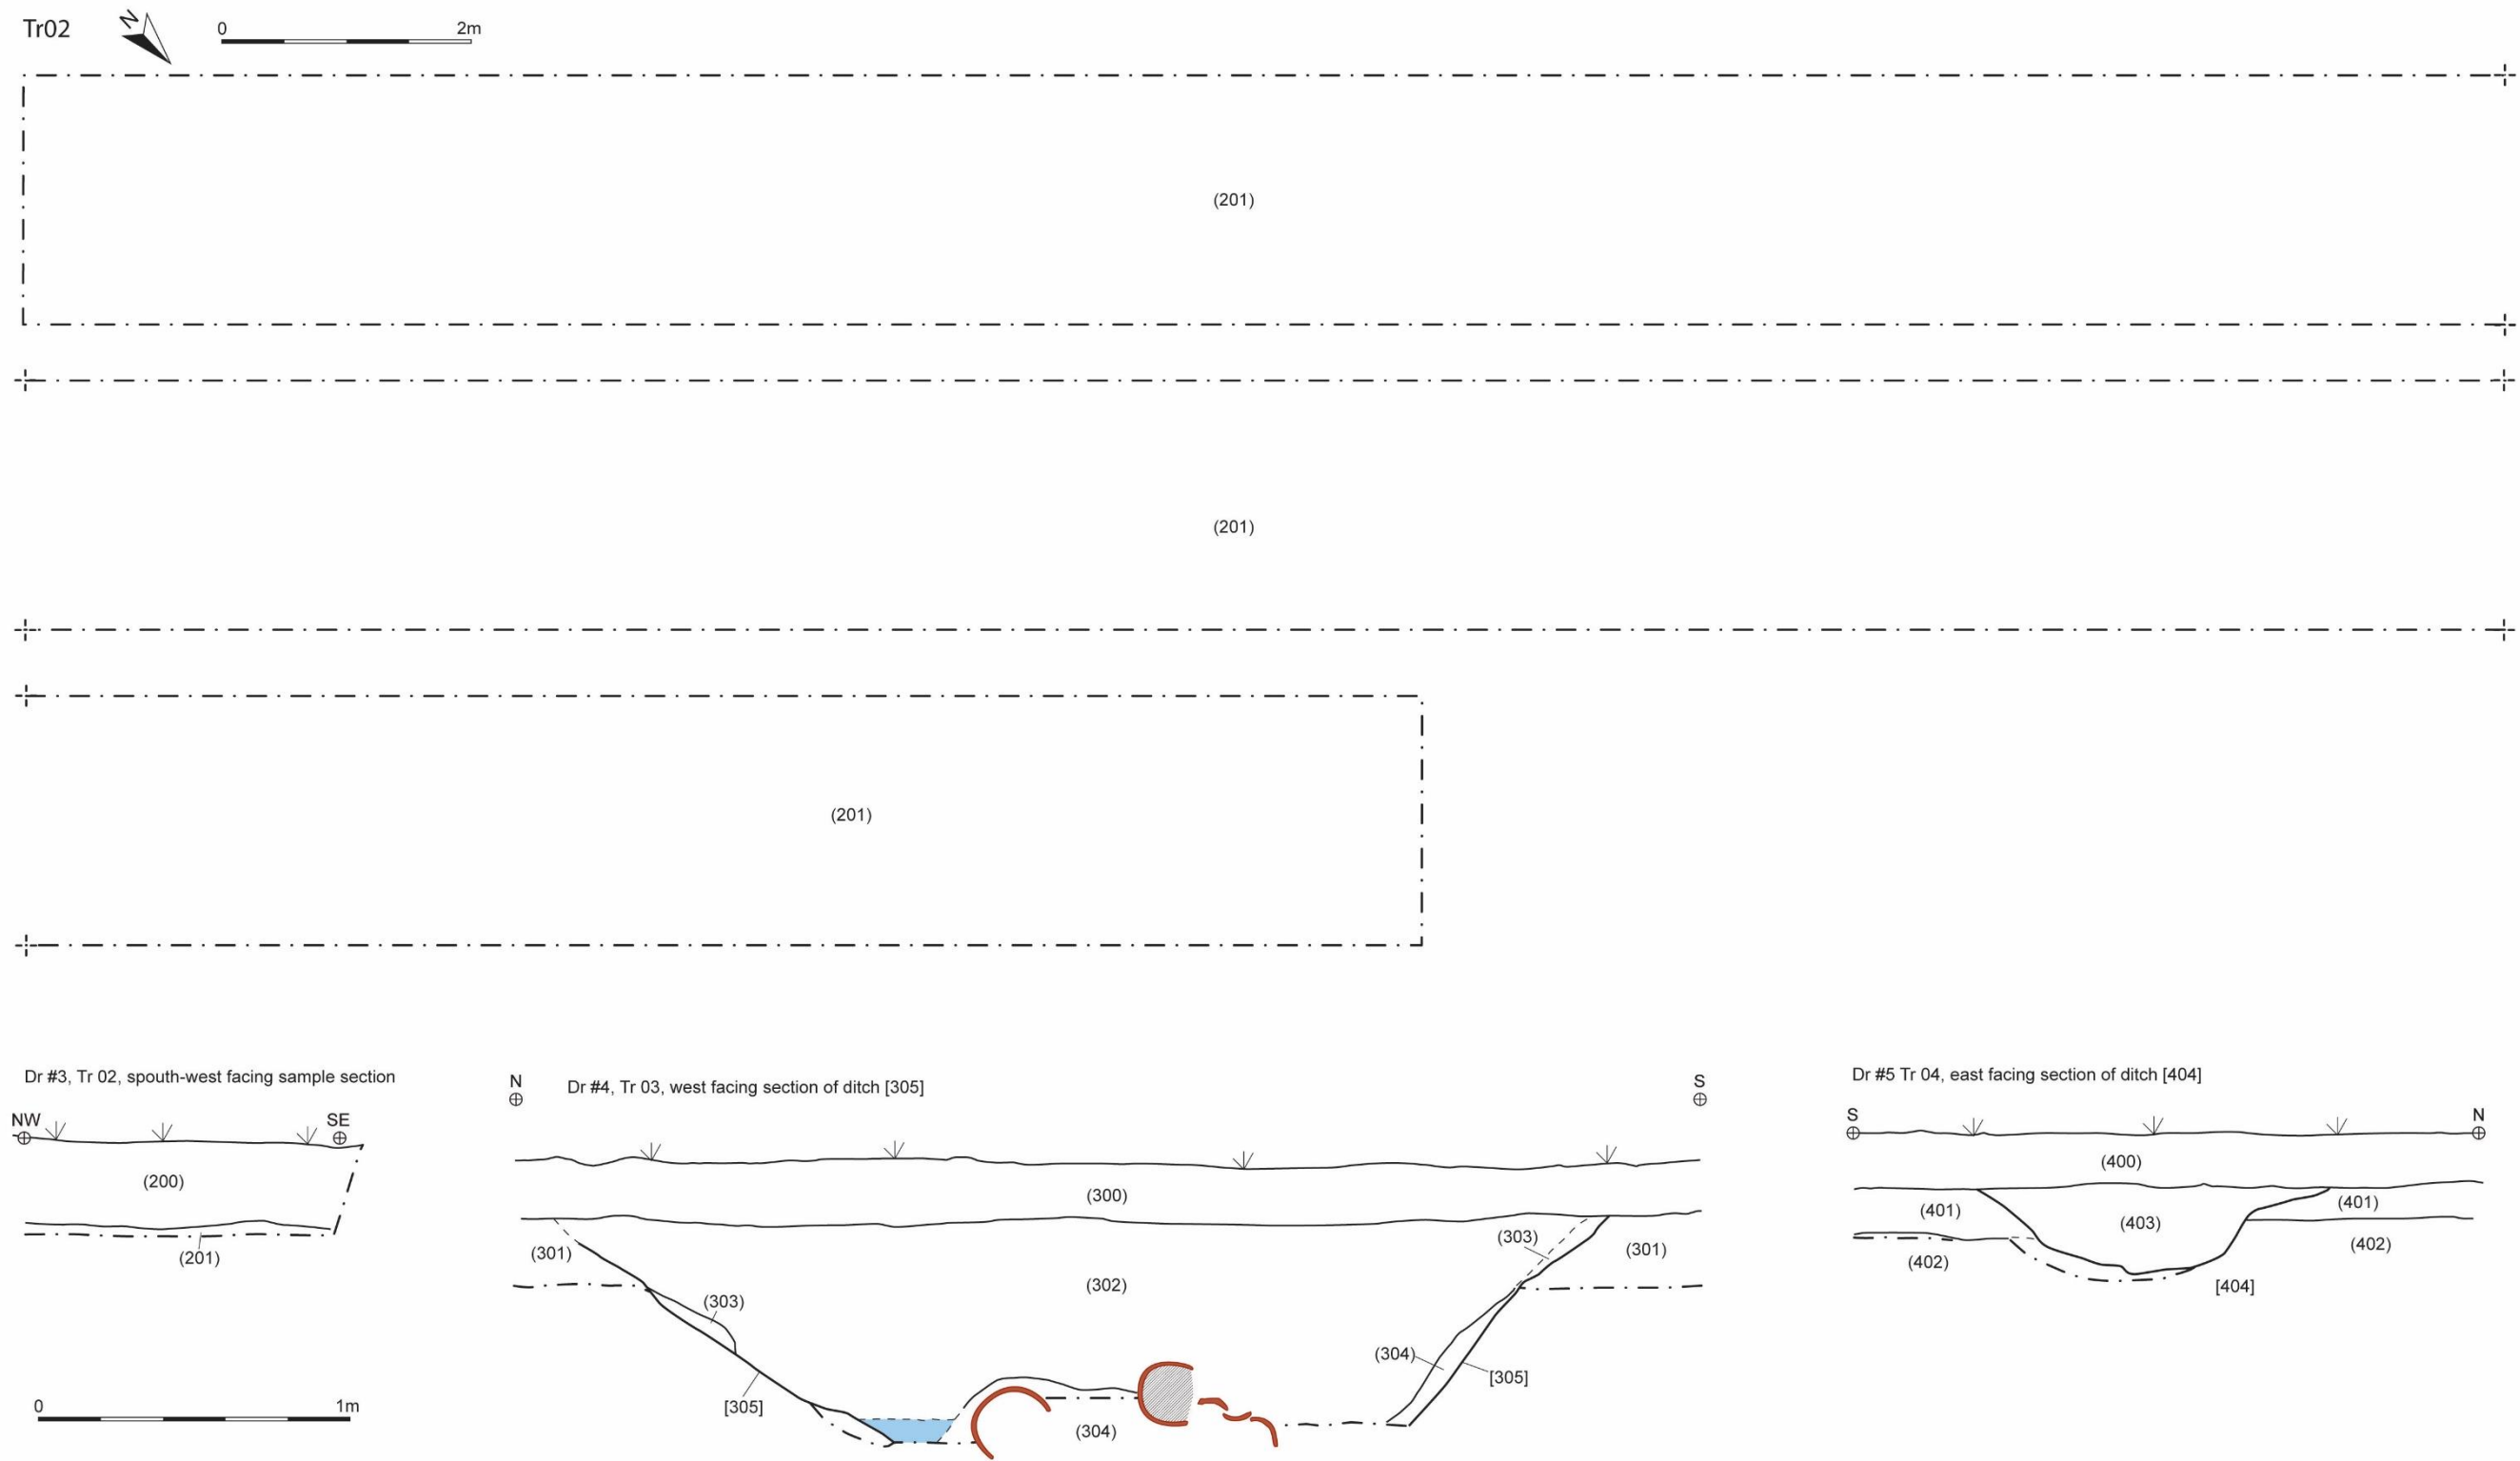 Tr02
N
0 2m
(201)
(201)
(201)
Dr #3, Tr 02, spouth-west facing sample section
NW SE
(200)
(201)
0 1m
N S
Dr #4, Tr 03, west facing section of ditch [305]
(300)
(301) (303) (301)
(302)
(303)
(304)
[305] [305]
(304)
Dr #5 Tr 04, east facing section of ditch [404]
S N
(400)
(401) (401)
(403)
(402) (402)
[404]